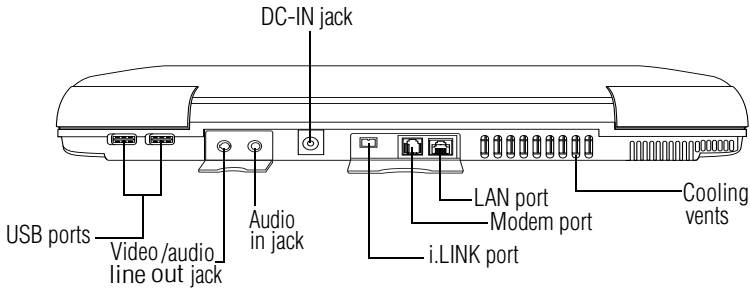 DC-IN jack
LAN port
Modem port
Cooling
vents
USB ports
Video/audio
line out jack
Audio
in jack
i.LINK port